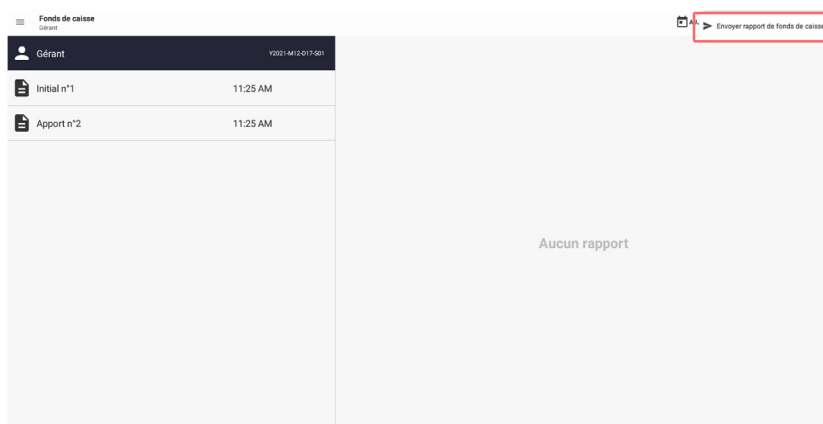 Fonds de caisse
Gérant
Envoyer rapport de fonds de caisse
Gérant
Y2021-M12-D17-S01
Initial n°1
11:25 AM
Apport n°2
11:25 AM
Aucun rapport